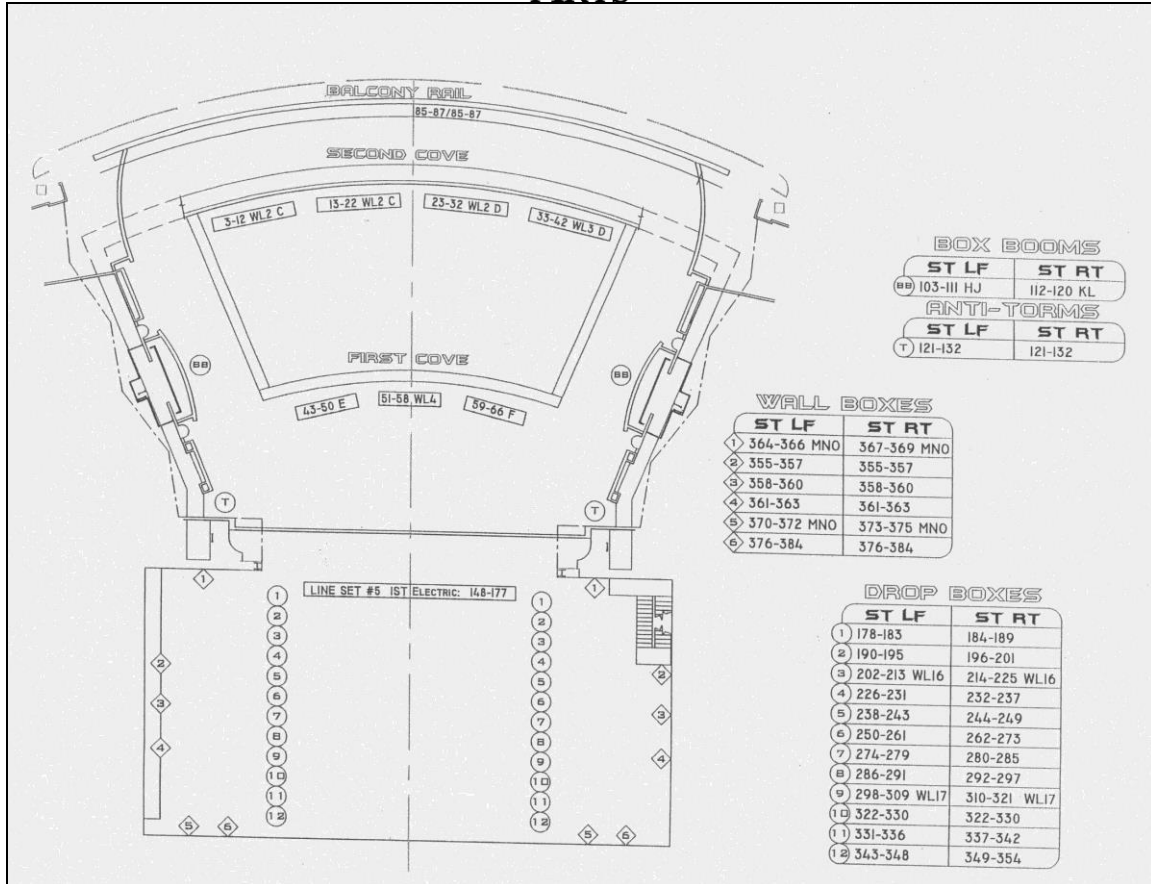 BALCONY RAIL
85-87/85-87
SECOND COVE
3-12 WL2 C
13-22 WL2 C
23-32 WL2 D
33-42 WL3 D
FIRST COVE
43-50 E
51-58 WL4
59-66 F
BB
BB
T
T
BOX BOOMS
ST LF ST RT
BB 103-111 HJ 112-120 KL
ANTI-TORMS
ST LF ST RT
T 121-132 121-132
WALL BOXES
ST LF ST RT
1 364-366 MNO 367-369 MNO
2 355-357 355-357
3 358-360 358-360
4 361-363 361-363
5 370-372 MNO 373-375 MNO
6 376-384 376-384
LINE SET #5 1ST ELECTRIC: 148-177
1 1
1 1
2 2
3 3
4 4
5 5
6 6
7 7
8 8
9 9
10 10
11 11
12 12
2 2
3 3
4 4
5 6 5 6
DROP BOXES
ST LF ST RT
1 178-183 184-189
2 190-195 196-201
3 202-213 WL16 214-225 WL16
4 226-231 232-237
5 238-243 244-249
6 250-261 262-273
7 274-279 280-285
8 286-291 292-297
9 298-309 WL17 310-321 WL17
10 322-330 322-330
11 331-336 337-342
12 343-348 349-354